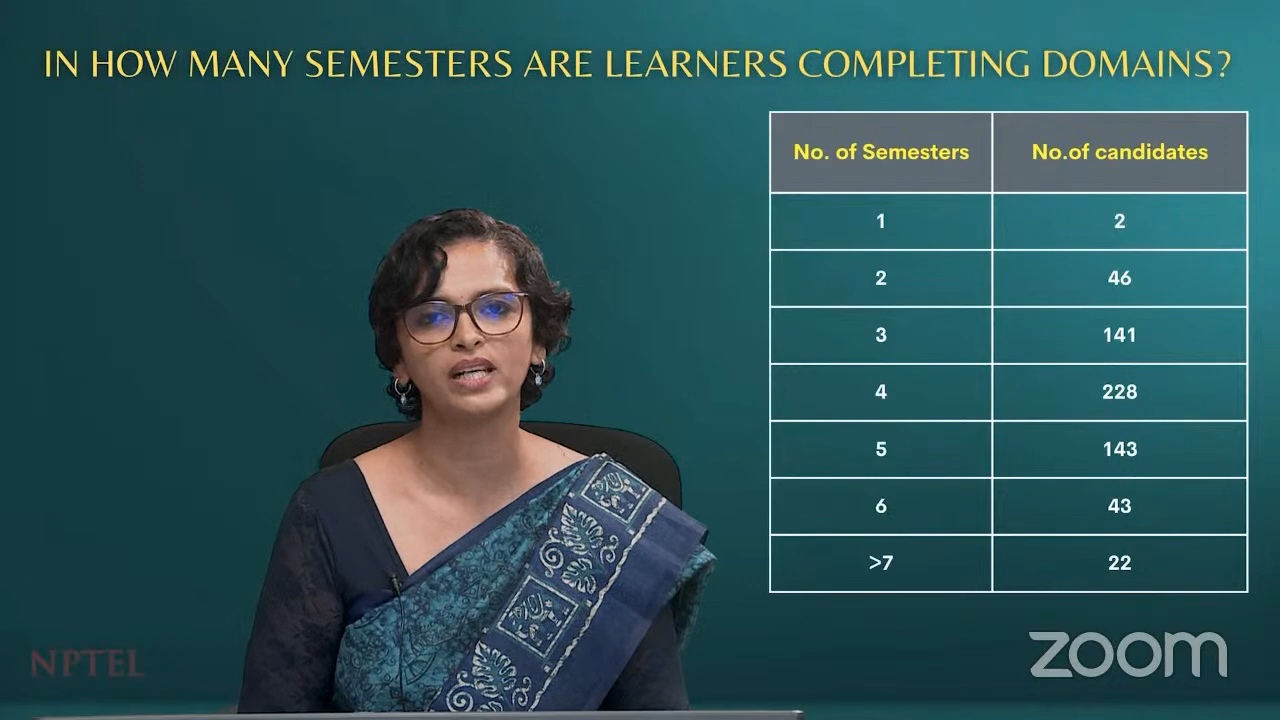 IN HOW MANY SEMESTERS ARE LEARNERS COMPLETING DOMAINS?
No. of Semesters No.of candidates
1 2
2 46
3 141
4 228
5 143
6 43
>7 22
NPTEL
zoom